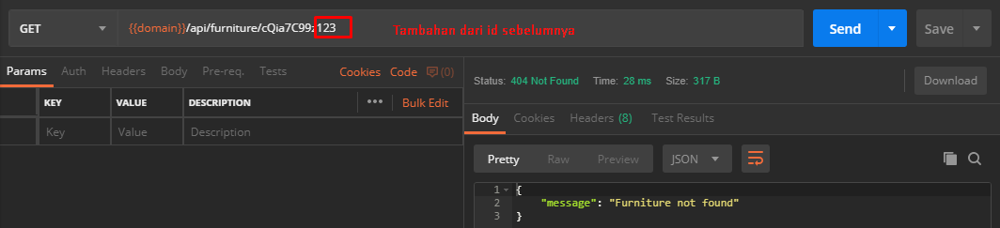 GET {{domain}}/api/furniture/cQia7C99z123 Tambahan dari id sebelumnya Send Save
Params Auth Headers Body Pre-req. Tests Cookies Code (0)
KEY VALUE DESCRIPTION ••• Bulk Edit
Key Value Description
Status: 404 Not Found Time: 28 ms Size: 317 B Download
Body Cookies Headers (8) Test Results
Pretty Raw Preview JSON
1 {
2 "message": "Furniture not found"
3 }